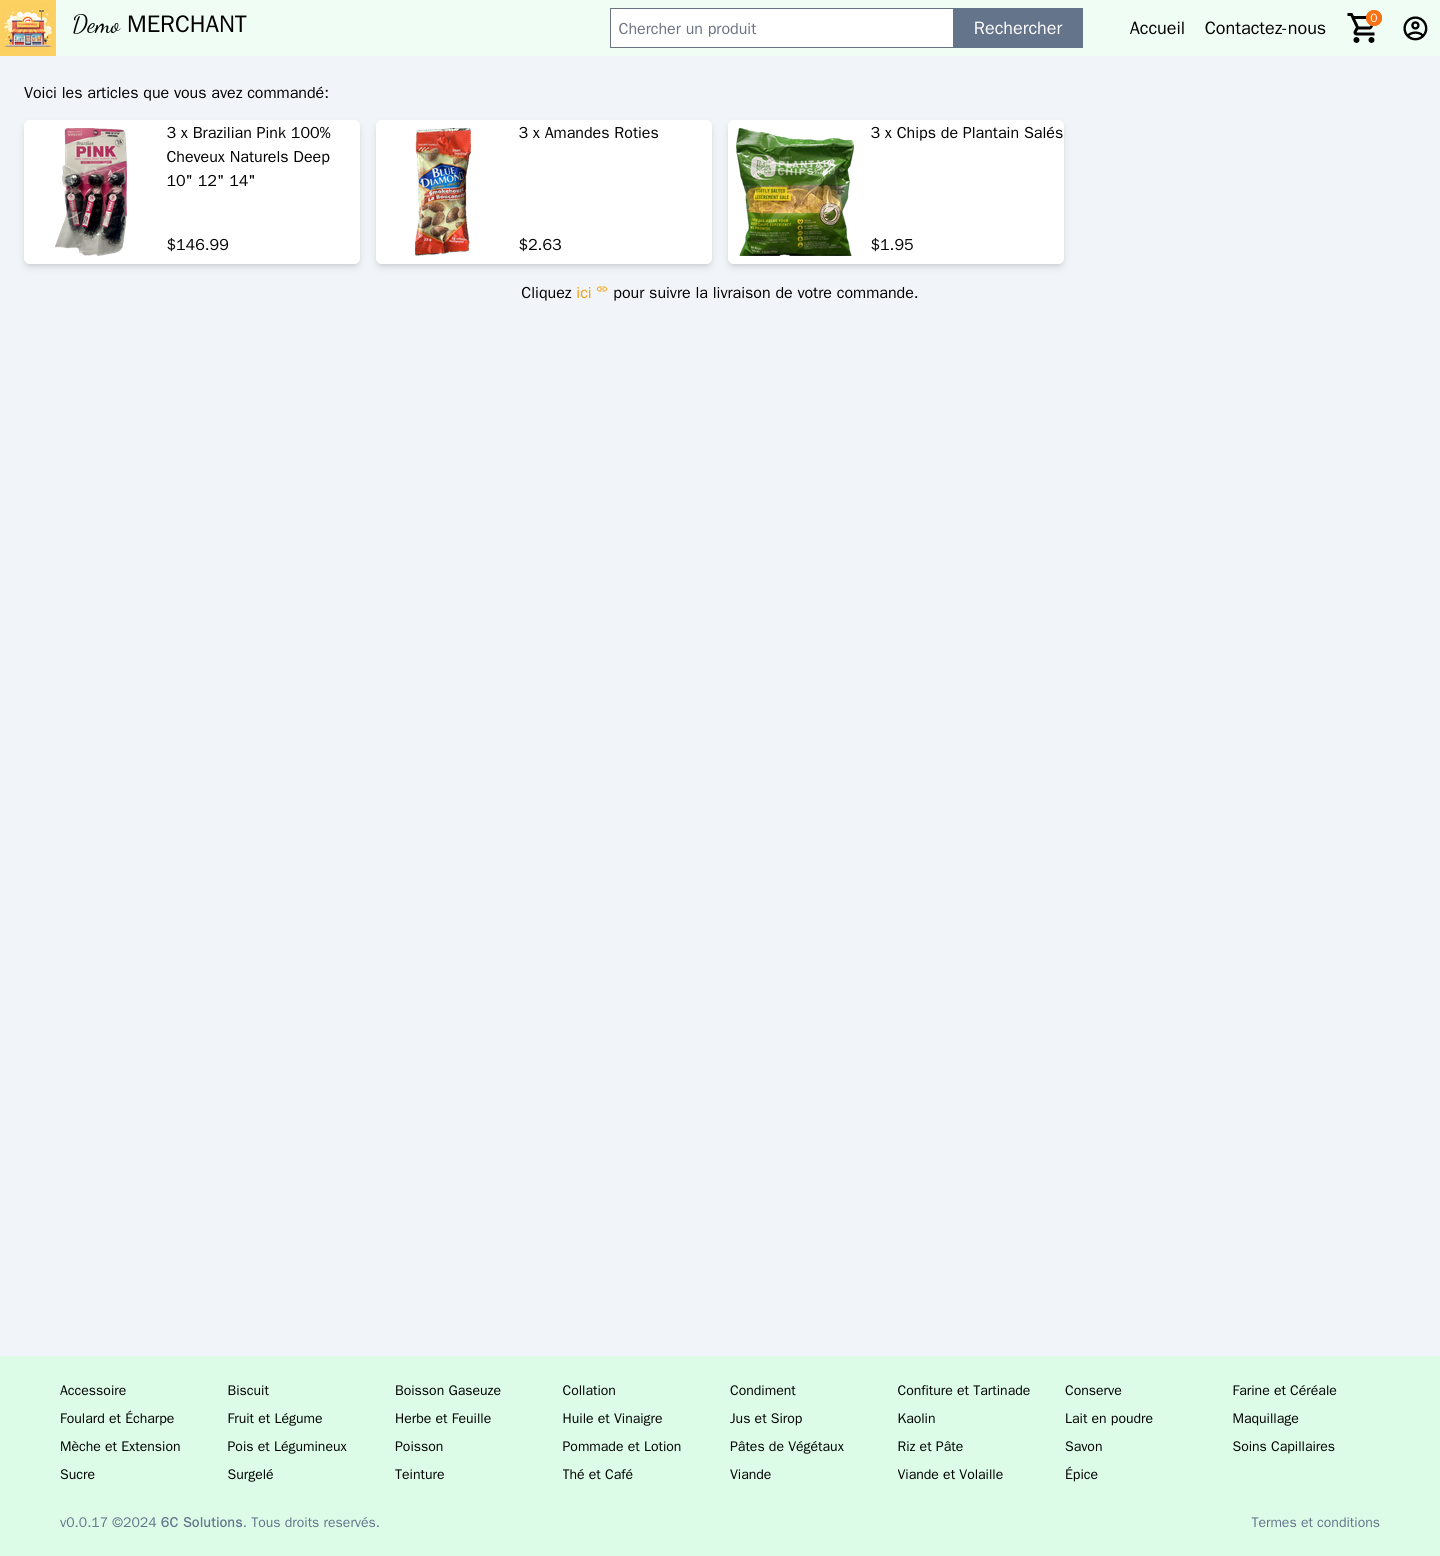 Demo MERCHANT
Chercher un produit
Rechercher
Accueil
Contactez-nous
0
Voici les articles que vous avez commandé:
PINK
3 x Brazilian Pink 100%
Cheveux Naturels Deep
10" 12" 14"
$146.99
BLUE
DIAMOND
Smokehouse
3 x Amandes Roties
$2.63
PLANTAIN
CHIPS
3 x Chips de Plantain Salés
$1.95
Cliquez ici pour suivre la livraison de votre commande.
Accessoire Biscuit Boisson Gaseuze Collation Condiment Confiture et Tartinade Conserve Farine et Céréale
Foulard et Écharpe Fruit et Légume Herbe et Feuille Huile et Vinaigre Jus et Sirop Kaolin Lait en poudre Maquillage
Mèche et Extension Pois et Légumineux Poisson Pommade et Lotion Pâtes de Végétaux Riz et Pâte Savon Soins Capillaires
Sucre Surgelé Teinture Thé et Café Viande Viande et Volaille Épice
v0.0.17 ©2024 6C Solutions. Tous droits reservés.
Termes et conditions